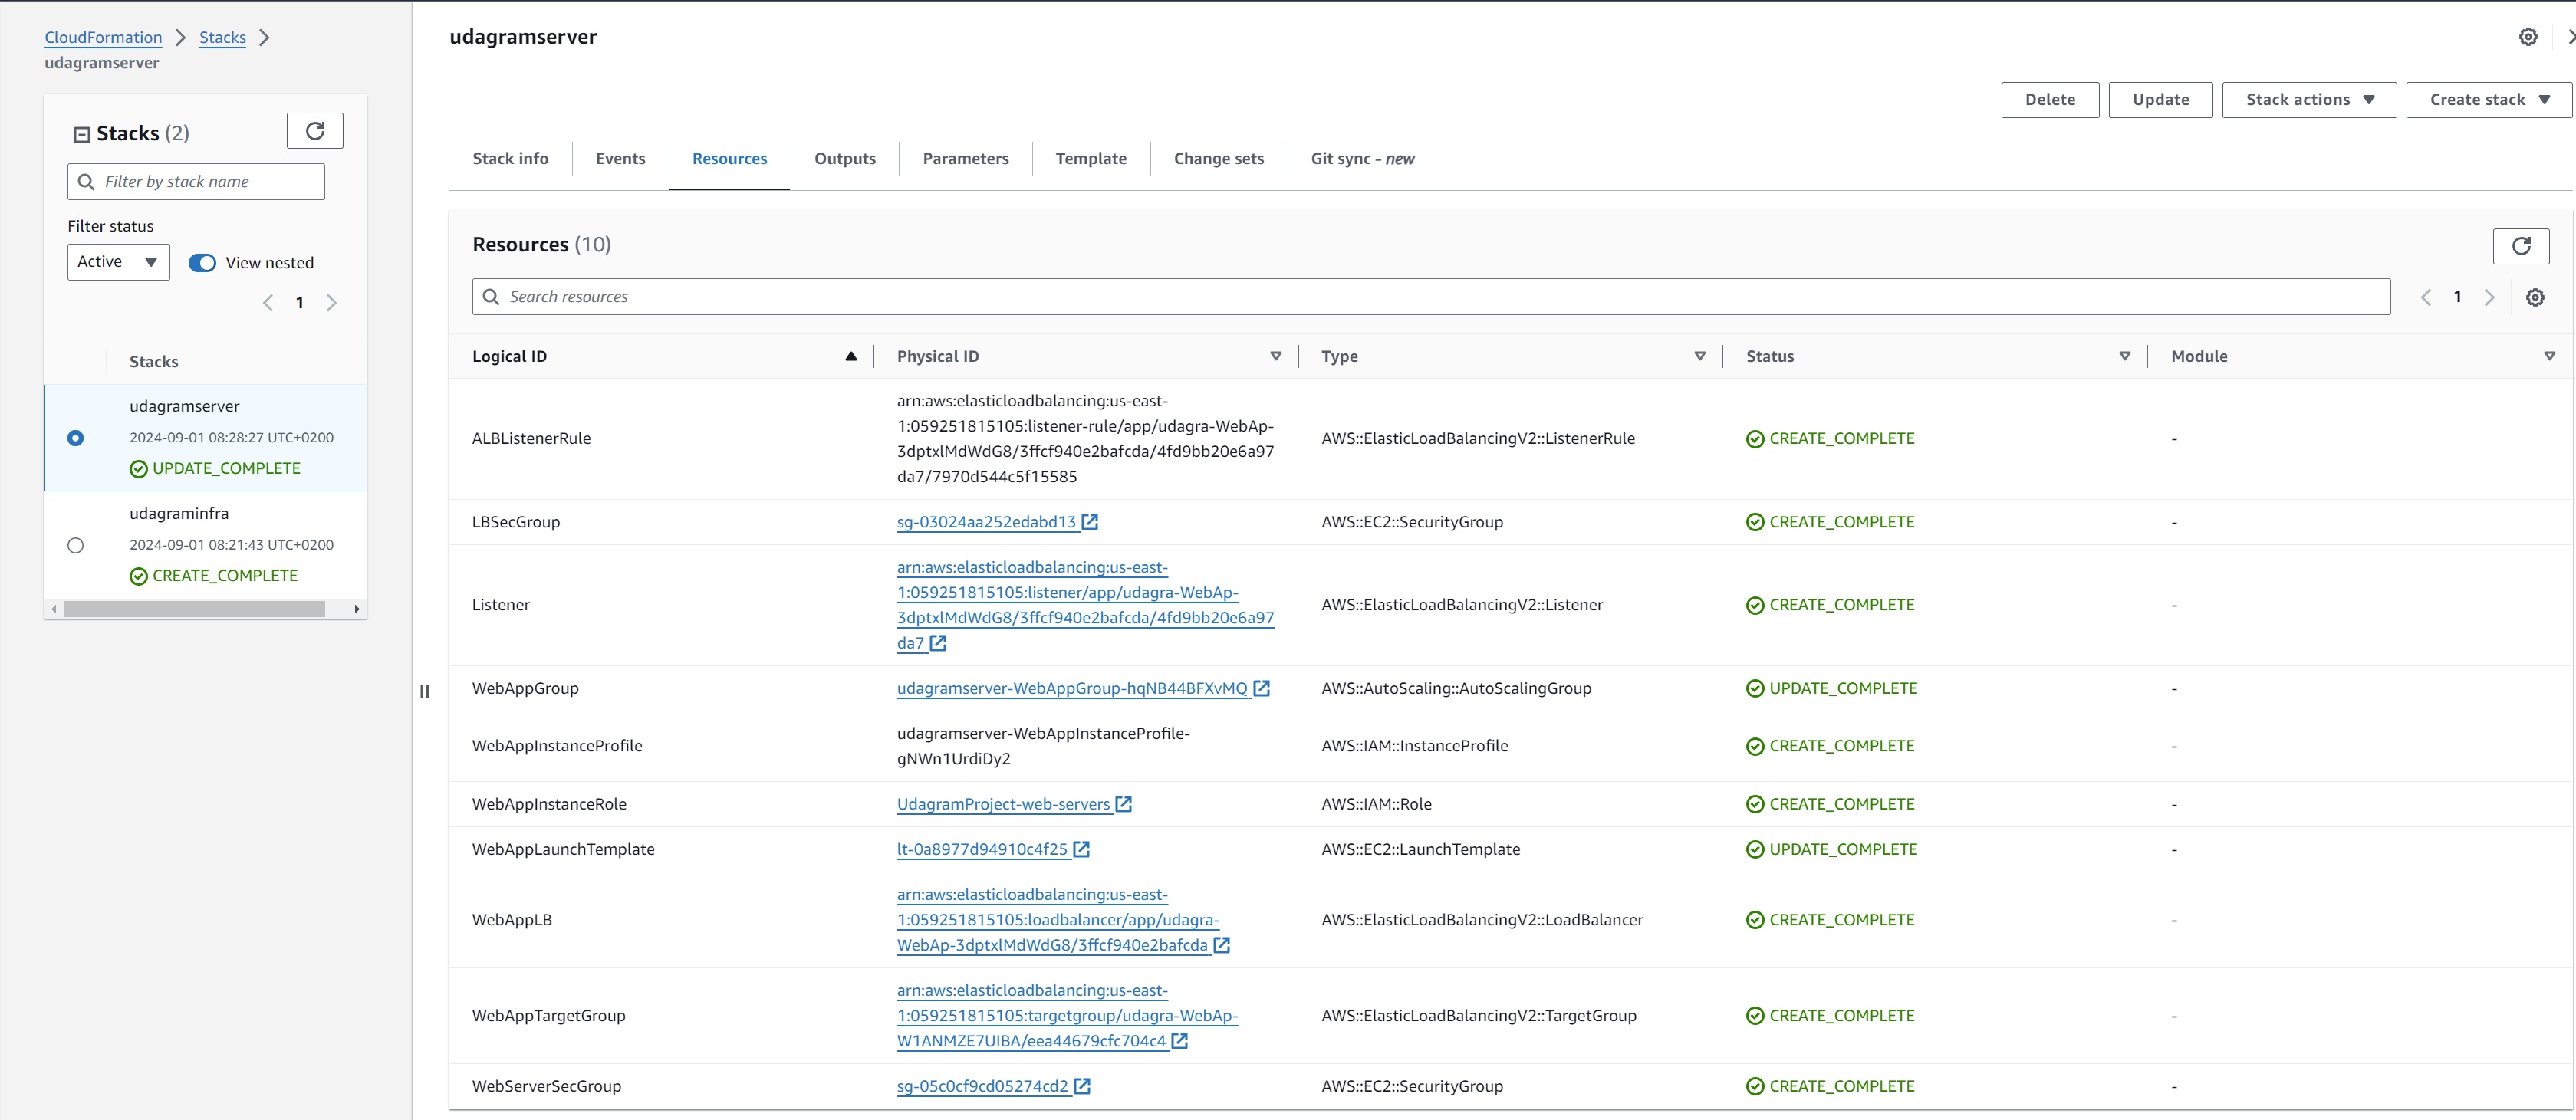 CloudFormation > Stacks >
udagramserver
Stacks (2)
Filter by stack name
Filter status
Active
View nested
1
Stacks
udagramserver
2024-09-01 08:28:27 UTC+0200
UPDATE_COMPLETE
udagraminfra
2024-09-01 08:21:43 UTC+0200
CREATE_COMPLETE
udagramserver
Delete
Update
Stack actions
Create stack
Stack info
Events
Resources
Outputs
Parameters
Template
Change sets
Git sync - new
Resources (10)
Search resources
1
Logical ID
Physical ID
Type
Status
Module
ALBListenerRule
arn:aws:elasticloadbalancing:us-east-
1:059251815105:listener-rule/app/udagra-WebAp-
3dptxlMdWdG8/3ffcf940e2bafcda/4fd9bb20e6a97
da7/7970d544c5f15585
AWS::ElasticLoadBalancingV2::ListenerRule
CREATE_COMPLETE
-
LBSecGroup
sg-03024aa252edabd13
AWS::EC2::SecurityGroup
CREATE_COMPLETE
-
Listener
arn:aws:elasticloadbalancing:us-east-
1:059251815105:listener/app/udagra-WebAp-
3dptxlMdWdG8/3ffcf940e2bafcda/4fd9bb20e6a97
da7
AWS::ElasticLoadBalancingV2::Listener
CREATE_COMPLETE
-
WebAppGroup
udagramserver-WebAppGroup-hqNB44BFXvMQ
AWS::AutoScaling::AutoScalingGroup
UPDATE_COMPLETE
-
WebAppInstanceProfile
udagramserver-WebAppInstanceProfile-
gNWn1UrdiDy2
AWS::IAM::InstanceProfile
CREATE_COMPLETE
-
WebAppInstanceRole
UdagramProject-web-servers
AWS::IAM::Role
CREATE_COMPLETE
-
WebAppLaunchTemplate
lt-0a8977d94910c4f25
AWS::EC2::LaunchTemplate
UPDATE_COMPLETE
-
WebAppLB
arn:aws:elasticloadbalancing:us-east-
1:059251815105:loadbalancer/app/udagra-
WebAp-3dptxlMdWdG8/3ffcf940e2bafcda
AWS::ElasticLoadBalancingV2::LoadBalancer
CREATE_COMPLETE
-
WebAppTargetGroup
arn:aws:elasticloadbalancing:us-east-
1:059251815105:targetgroup/udagra-WebAp-
W1ANMZE7UIBA/eea44679cfc704c4
AWS::ElasticLoadBalancingV2::TargetGroup
CREATE_COMPLETE
-
WebServerSecGroup
sg-05c0cf9cd05274cd2
AWS::EC2::SecurityGroup
CREATE_COMPLETE
-